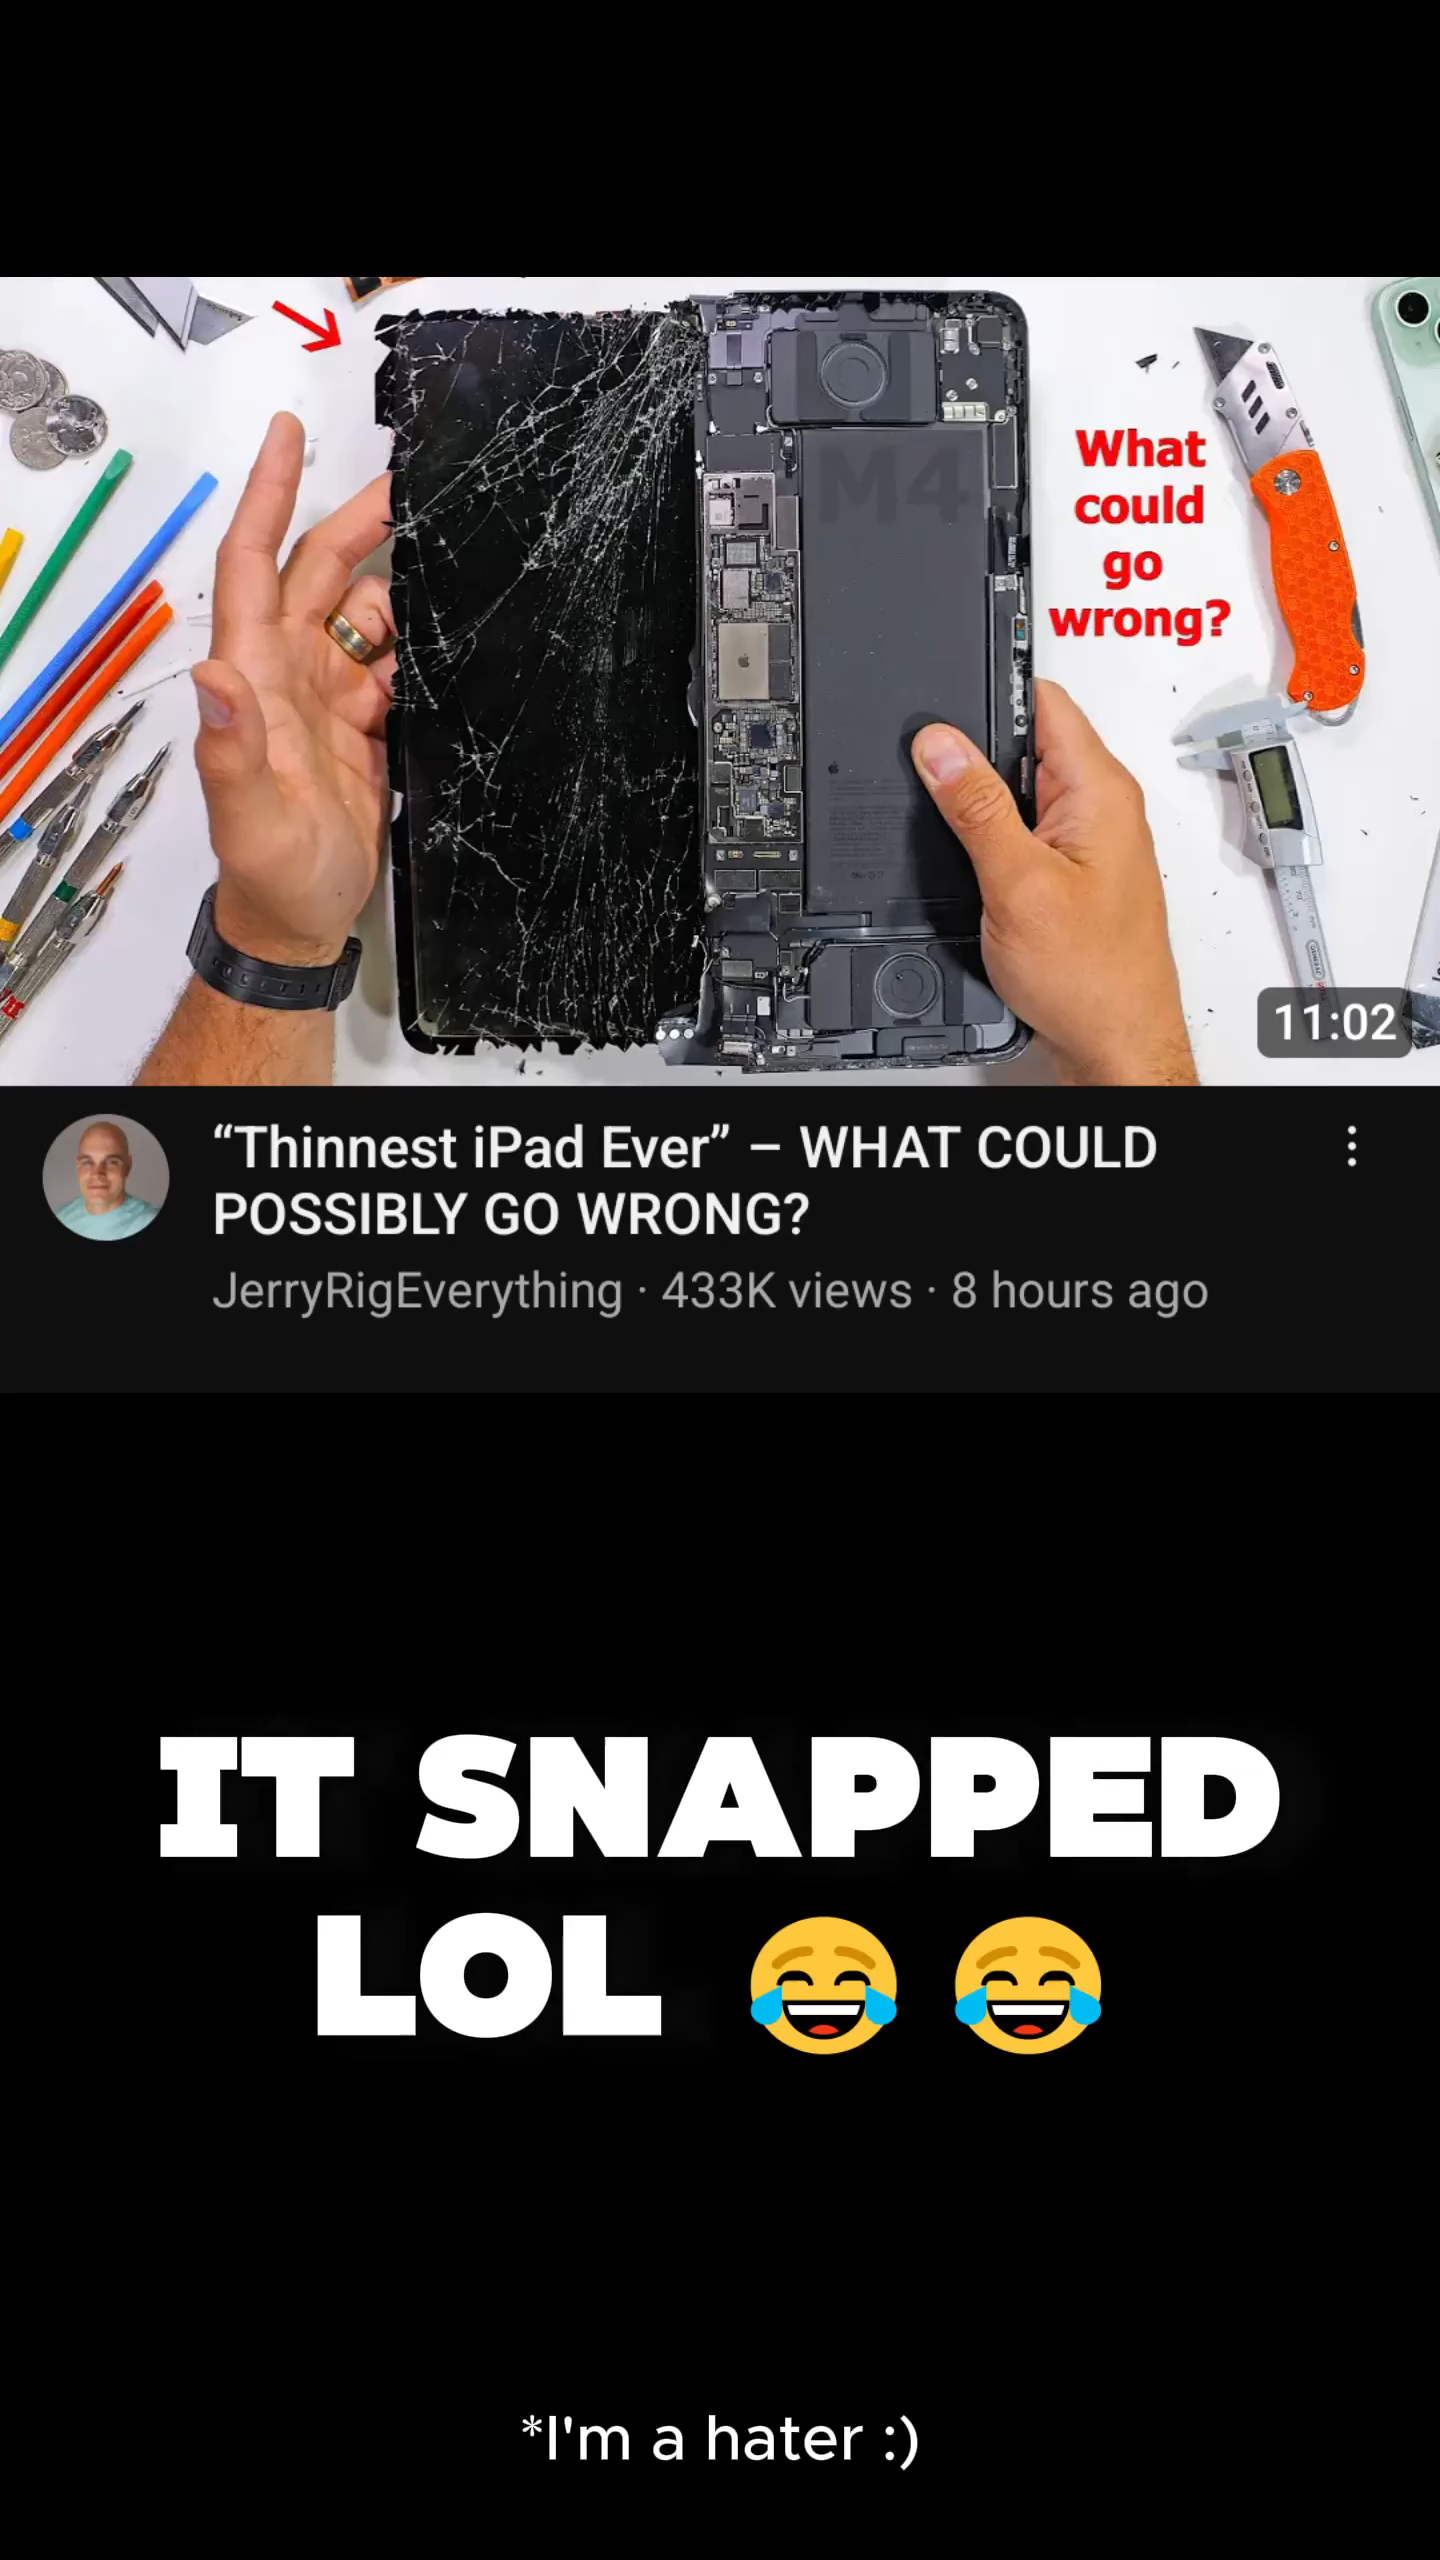 M4
What
could
go
wrong?
11:02
“Thinnest iPad Ever” – WHAT COULD
POSSIBLY GO WRONG?
JerryRigEverything · 433K views · 8 hours ago
IT SNAPPED
LOL 😂 😂
*I'm a hater :)